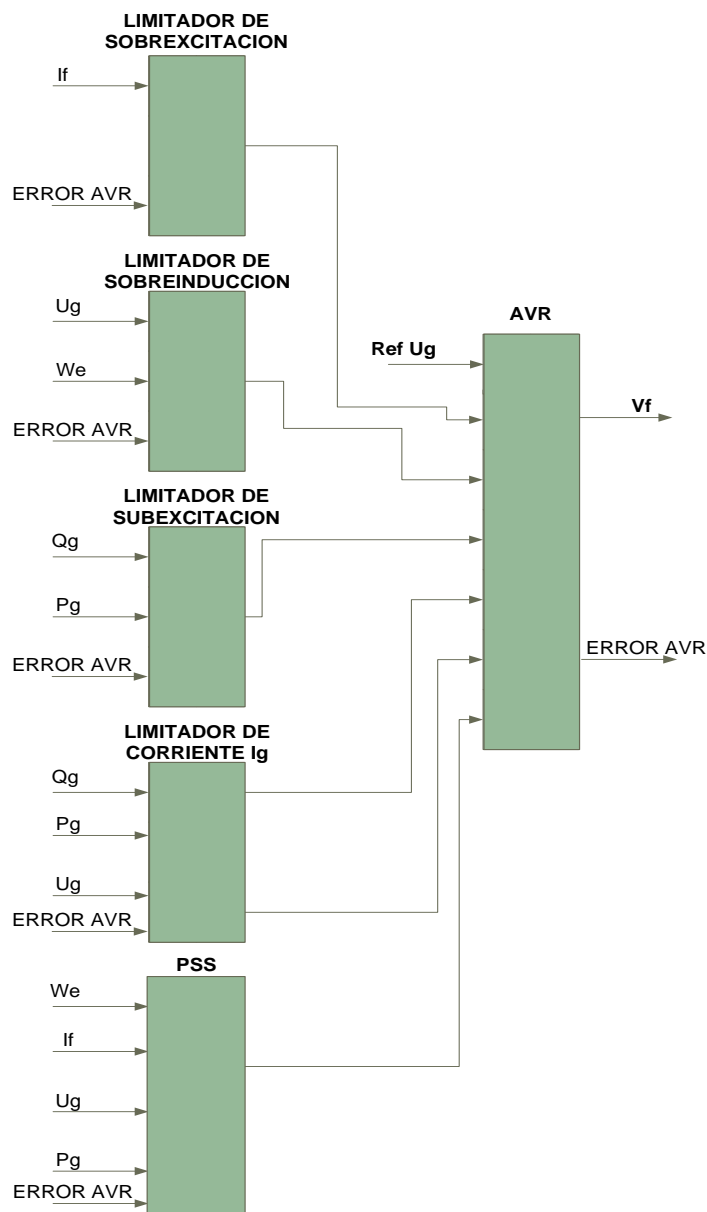 LIMITADOR DE
SOBREXCITACION
If
ERROR AVR
LIMITADOR DE
SOBREINDUCCION
Ug
We
ERROR AVR
LIMITADOR DE
SUBEXCITACION
Qg
Pg
ERROR AVR
LIMITADOR DE
CORRIENTE Ig
Qg
Pg
Ug
ERROR AVR
PSS
We
If
Ug
Pg
ERROR AVR
AVR
Ref Ug
Vf
ERROR AVR